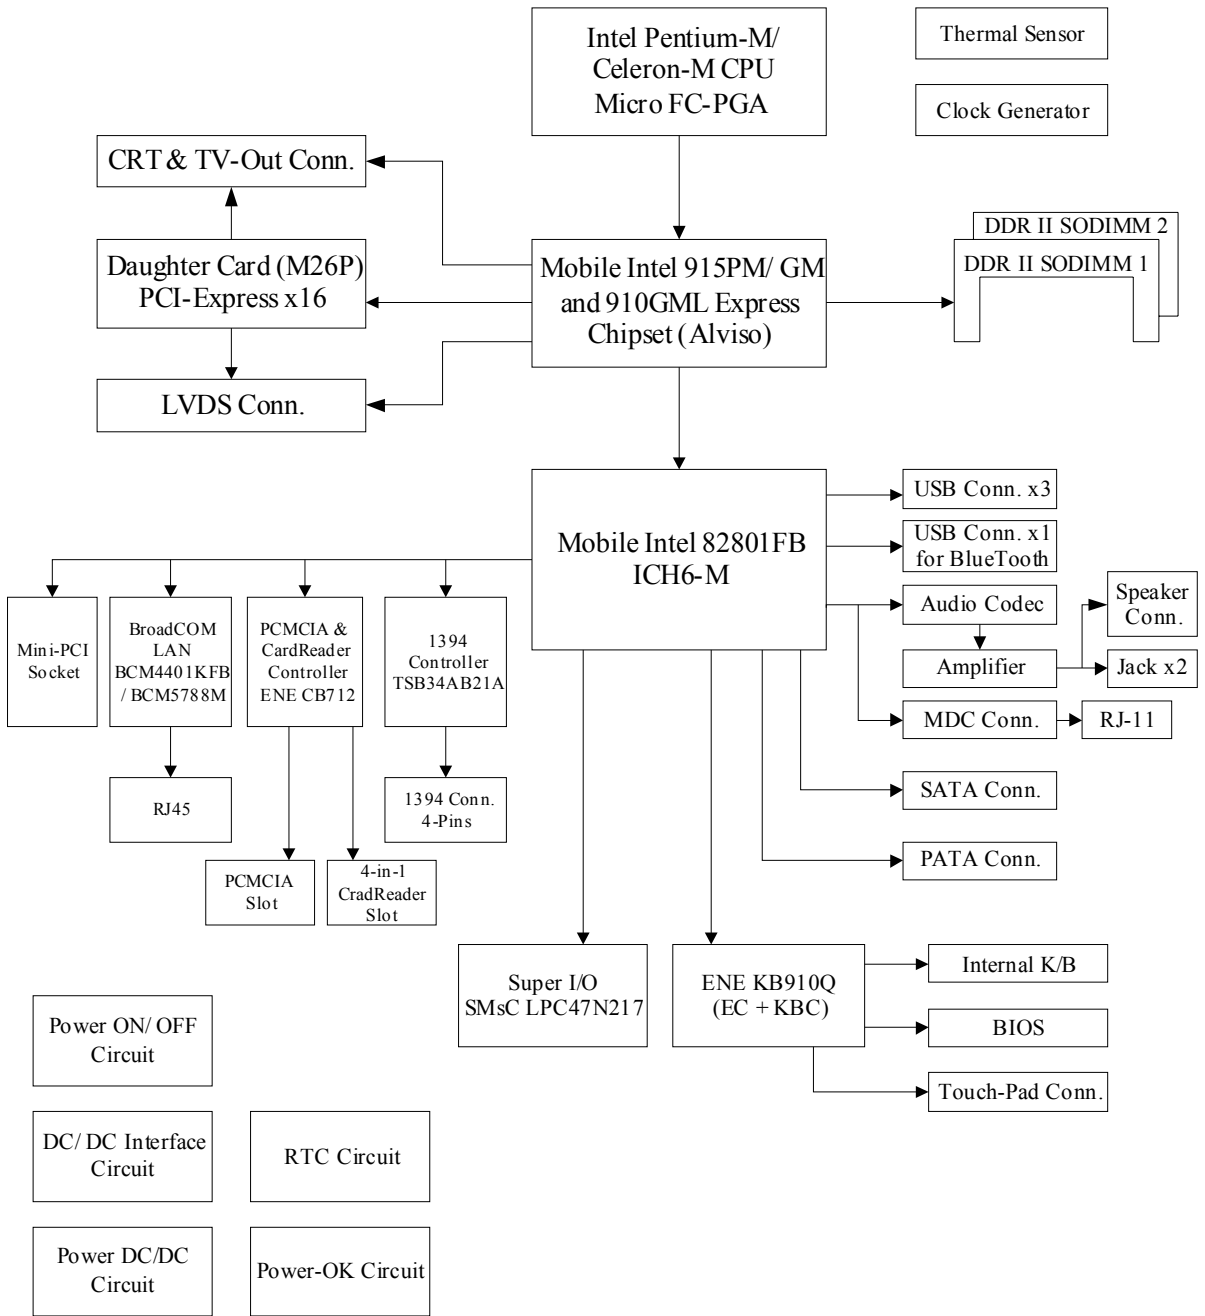 Intel Pentium-M/
Celeron-M CPU
Micro FC-PGA
Thermal Sensor
Clock Generator
CRT & TV-Out Conn.
Daughter Card (M26P)
PCI-Express x16
LVDS Conn.
Mobile Intel 915PM/ GM
and 910GML Express
Chipset (Alviso)
DDR II SODIMM 2
DDR II SODIMM 1
Mobile Intel 82801FB
ICH6-M
USB Conn. x3
USB Conn. x1
for BlueTooth
Audio Codec
Speaker
Conn.
Amplifier
Jack x2
MDC Conn.
RJ-11
SATA Conn.
PATA Conn.
Mini-PCI
Socket
BroadCOM
LAN
BCM4401KFB
/ BCM5788M
PCMCIA &
CardReader
Controller
ENE CB712
1394
Controller
TSB34AB21A
RJ45
1394 Conn.
4-Pins
PCMCIA
Slot
4-in-1
CradReader
Slot
Super I/O
SMsC LPC47N217
ENE KB910Q
(EC + KBC)
Internal K/B
BIOS
Touch-Pad Conn.
Power ON/ OFF
Circuit
DC/ DC Interface
Circuit
RTC Circuit
Power DC/DC
Circuit
Power-OK Circuit